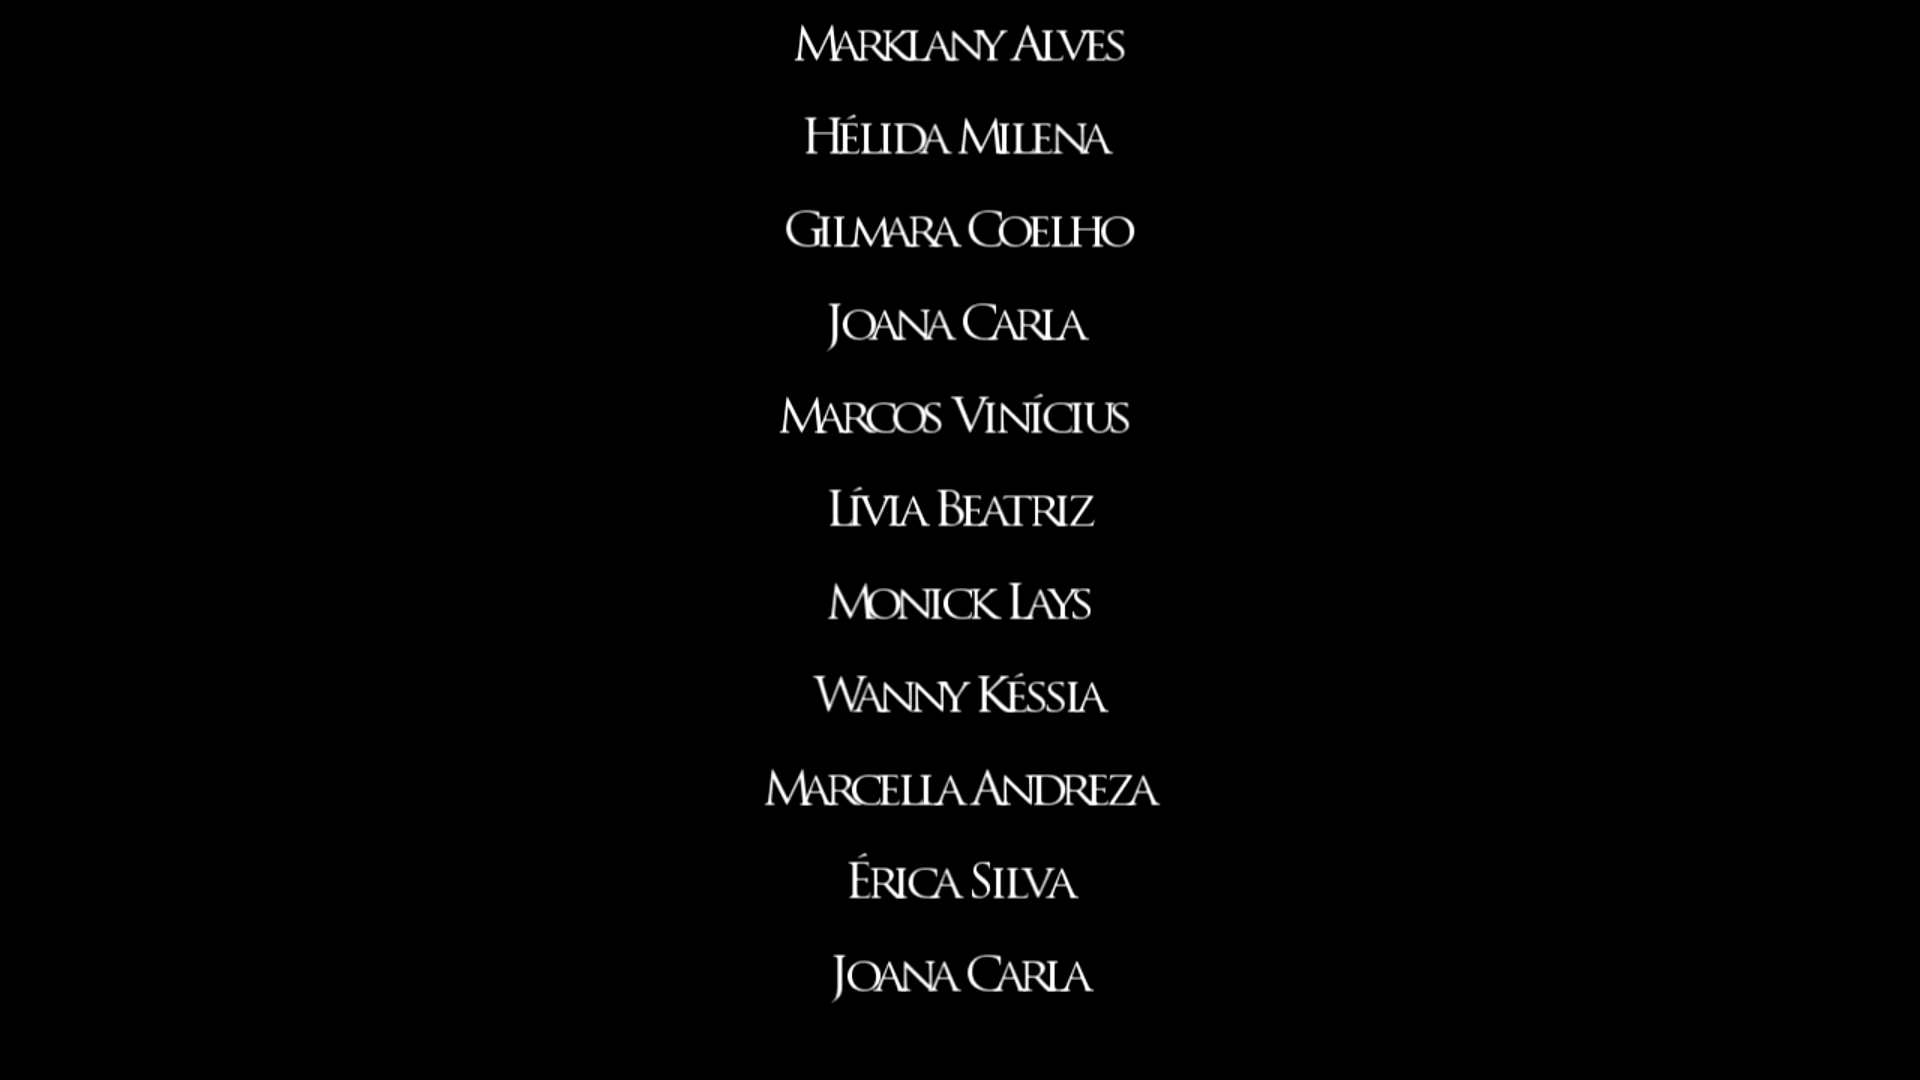 Marklany Alves
Hélida Milena
Gilmara Coelho
Joana Carla
Marcos Vinícius
Lívia Beatriz
Monick Lays
Wanny Késsia
Marcella Andreza
Érica Silva
Joana Carla